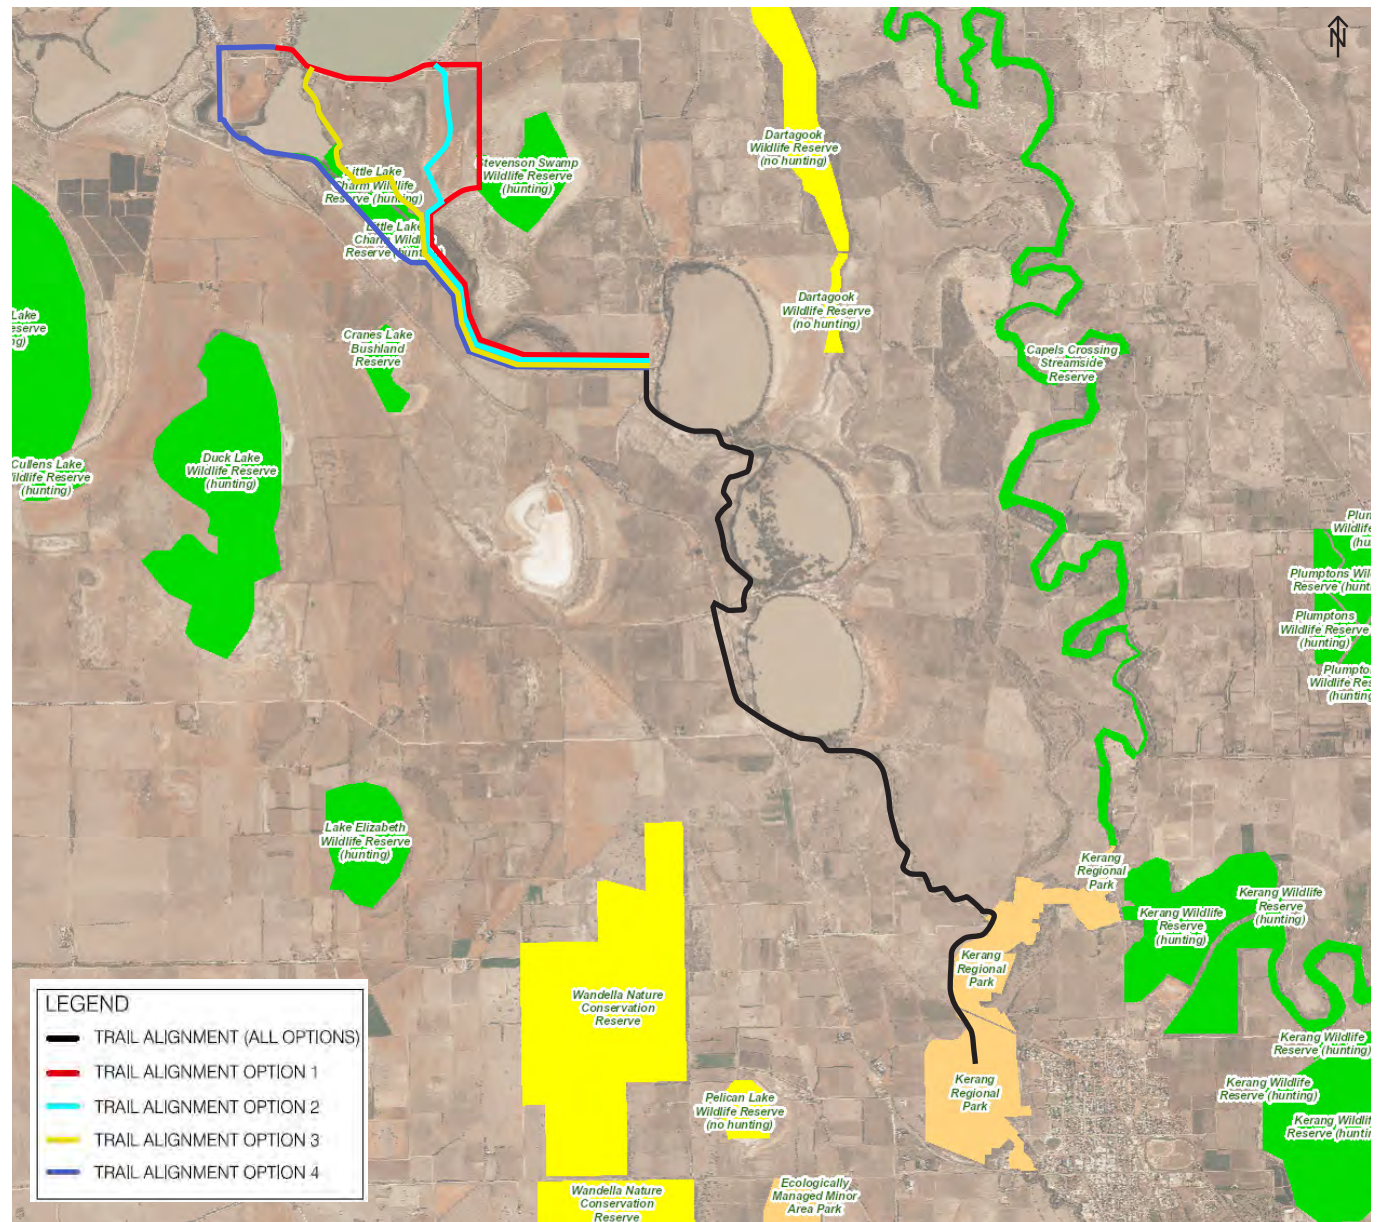 N
Dartagook
Wildlife Reserve
(no hunting)
Stevenson Swamp
Wildlife Reserve
(hunting)
Little Lake
Charm Wildlife
Reserve (hunting)
Little Lake
Charm
Reserve
Lake
Dartagook
Wildlife Reserve
(no hunting)
Cranes Lake
Bushland
Reserve
Capels Crossing
Streamside
Reserve
Cullens Lake
Wildlife Reserve
(hunting)
Duck Lake
Wildlife Reserve
(hunting)
Plumptons
Reserve
Plumptons
Wildlife Reserve
(hunting)
Lake Elizabeth
Wildlife Reserve
(hunting)
Kerang
Regional
Park
Kerang Wildlife
Reserve
(hunting)
Kerang Wildlife
Reserve
(hunting)
Kerang
Regional
Park
Wandella Nature
Conservation
Reserve
Kerang Wildlife
Reserve (hunting)
Kerang Wildlife
Reserve (hunting)
Kerang
Regional
Park
Pelican Lake
Wildlife Reserve
(no hunting)
Kerang
Reserve
Wandella Nature
Conservation
Reserve
Ecologically
Managed Minor
Area Park
LEGEND
TRAIL ALIGNMENT (ALL OPTIONS)
TRAIL ALIGNMENT OPTION 1
TRAIL ALIGNMENT OPTION 2
TRAIL ALIGNMENT OPTION 3
TRAIL ALIGNMENT OPTION 4